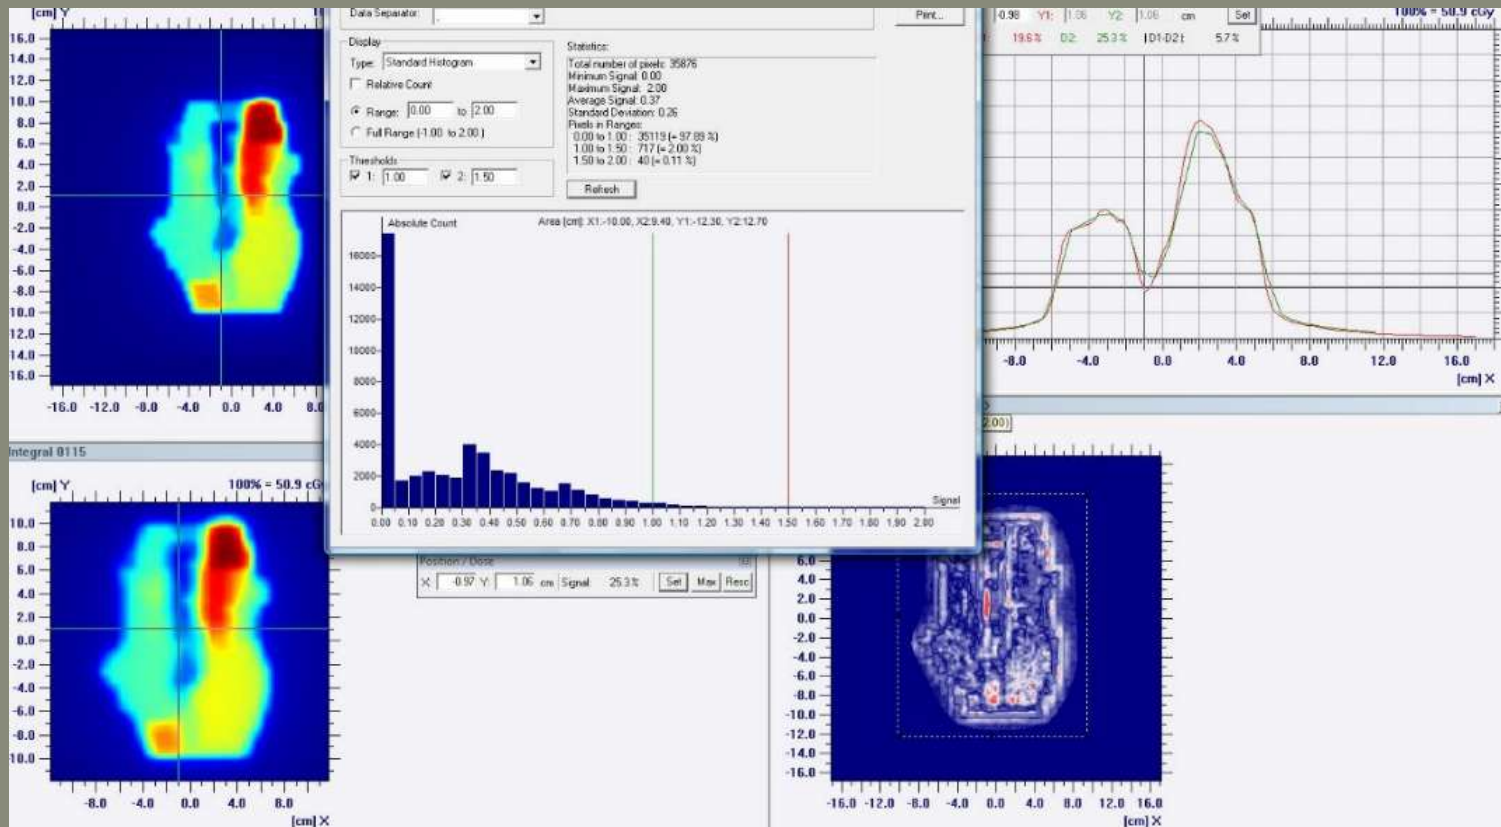 [cm] Y
16.0
14.0
12.0
10.0
8.0
6.0
4.0
2.0
0.0
-2.0
-4.0
-6.0
-8.0
10.0
12.0
14.0
16.0
-16.0 -12.0 -8.0 -4.0 0.0 4.0 8.0
[cm] X
Data Separator:
Print...
Display
Type: Standard Histogram
Relative Count
Range: 0.00 to 2.00
Full Range (-1.00 to 2.00 )
Thresholds
1: 1.00 2: 1.50
Statistics:
Total number of pixels: 35876
Minimum Signal: 0.00
Maximum Signal: 2.00
Average Signal: 0.37
Standard Deviation: 0.26
Pixels in Ranges:
0.00 to 1.00 : 35119 (= 97.89 %)
1.00 to 1.50 : 717 (= 2.00 %)
1.50 to 2.00 : 40 (= 0.11 %)
Refresh
Absolute Count
Area [cm]: X1:-10.00, X2:9.40, Y1:-12.30, Y2:12.70
16000
14000
12000
10000
8000
6000
4000
2000
0
Signal
0.00 0.10 0.20 0.30 0.40 0.50 0.60 0.70 0.80 0.90 1.00 1.10 1.20 1.30 1.40 1.50 1.60 1.70 1.80 1.90 2.00
-0.98 Y1: 1.06 Y2: 1.06 cm Set
19.6 % D2: 25.3 % |D1-D2|: 5.7 %
100% = 50.9 cGy
-8.0 -4.0 0.0 4.0 8.0 12.0 16.0
[cm] X
Integral 0115
[cm] Y
100% = 50.9 cGy
10.0
8.0
6.0
4.0
2.0
0.0
-2.0
-4.0
-6.0
-8.0
10.0
-8.0 -4.0 0.0 4.0 8.0
[cm] X
Position / Dose
X: -0.97 Y: 1.06 cm Signal: 25.3 % Set Max Resc
2.00)
6.0
4.0
2.0
0.0
-2.0
-4.0
-6.0
-8.0
-10.0
-12.0
-14.0
-16.0
-16.0 -12.0 -8.0 -4.0 0.0 4.0 8.0 12.0 16.0
[cm] X